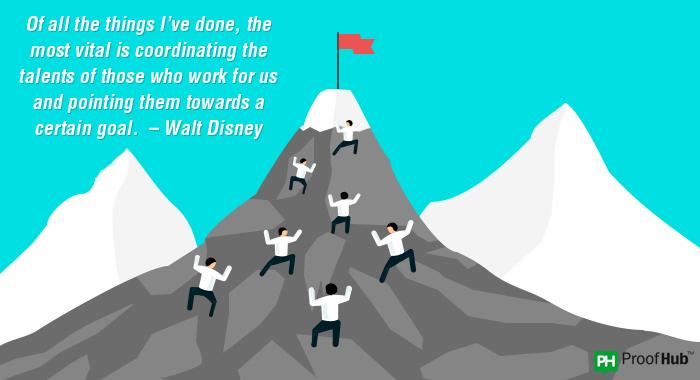 Of all the things I've done, the
most vital is coordinating the
talents of those who work for us
and pointing them towards a
certain goal. – Walt Disney
PH ProofHub™